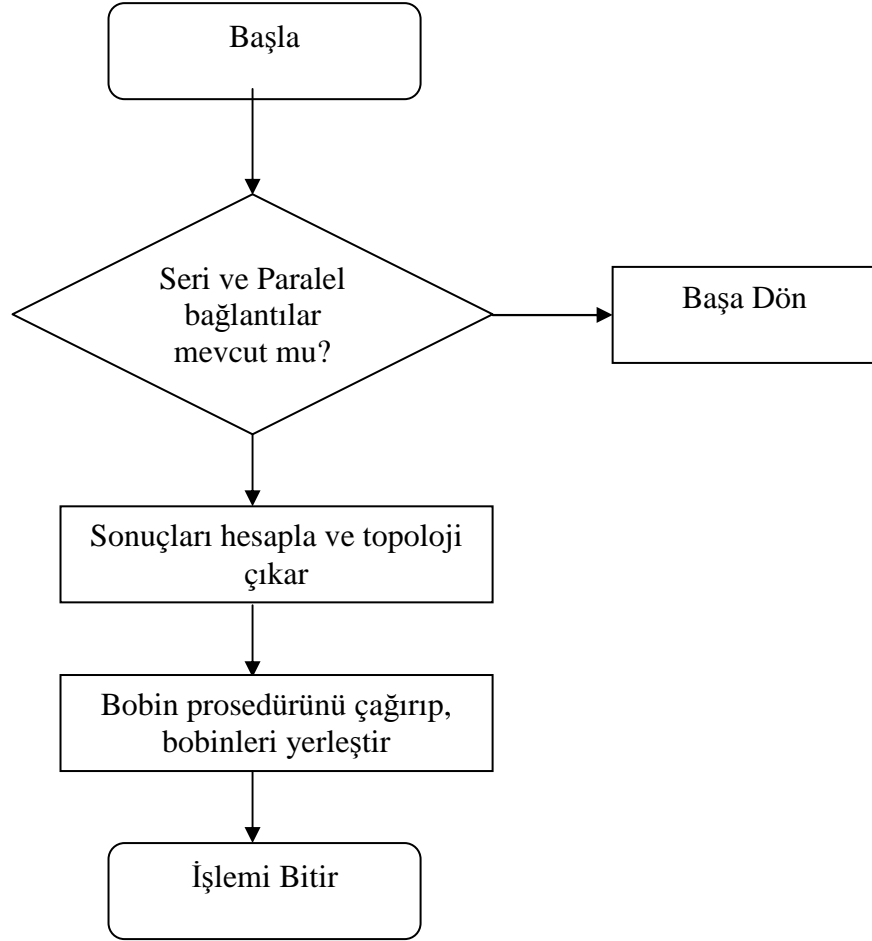 Başla
Seri ve Paralel
bağlantılar
mevcut mu?
Başa Dön
Sonuçları hesapla ve topoloji
çıkar
Bobin prosedürünü çağırıp,
bobinleri yerleştir
İşlemi Bitir